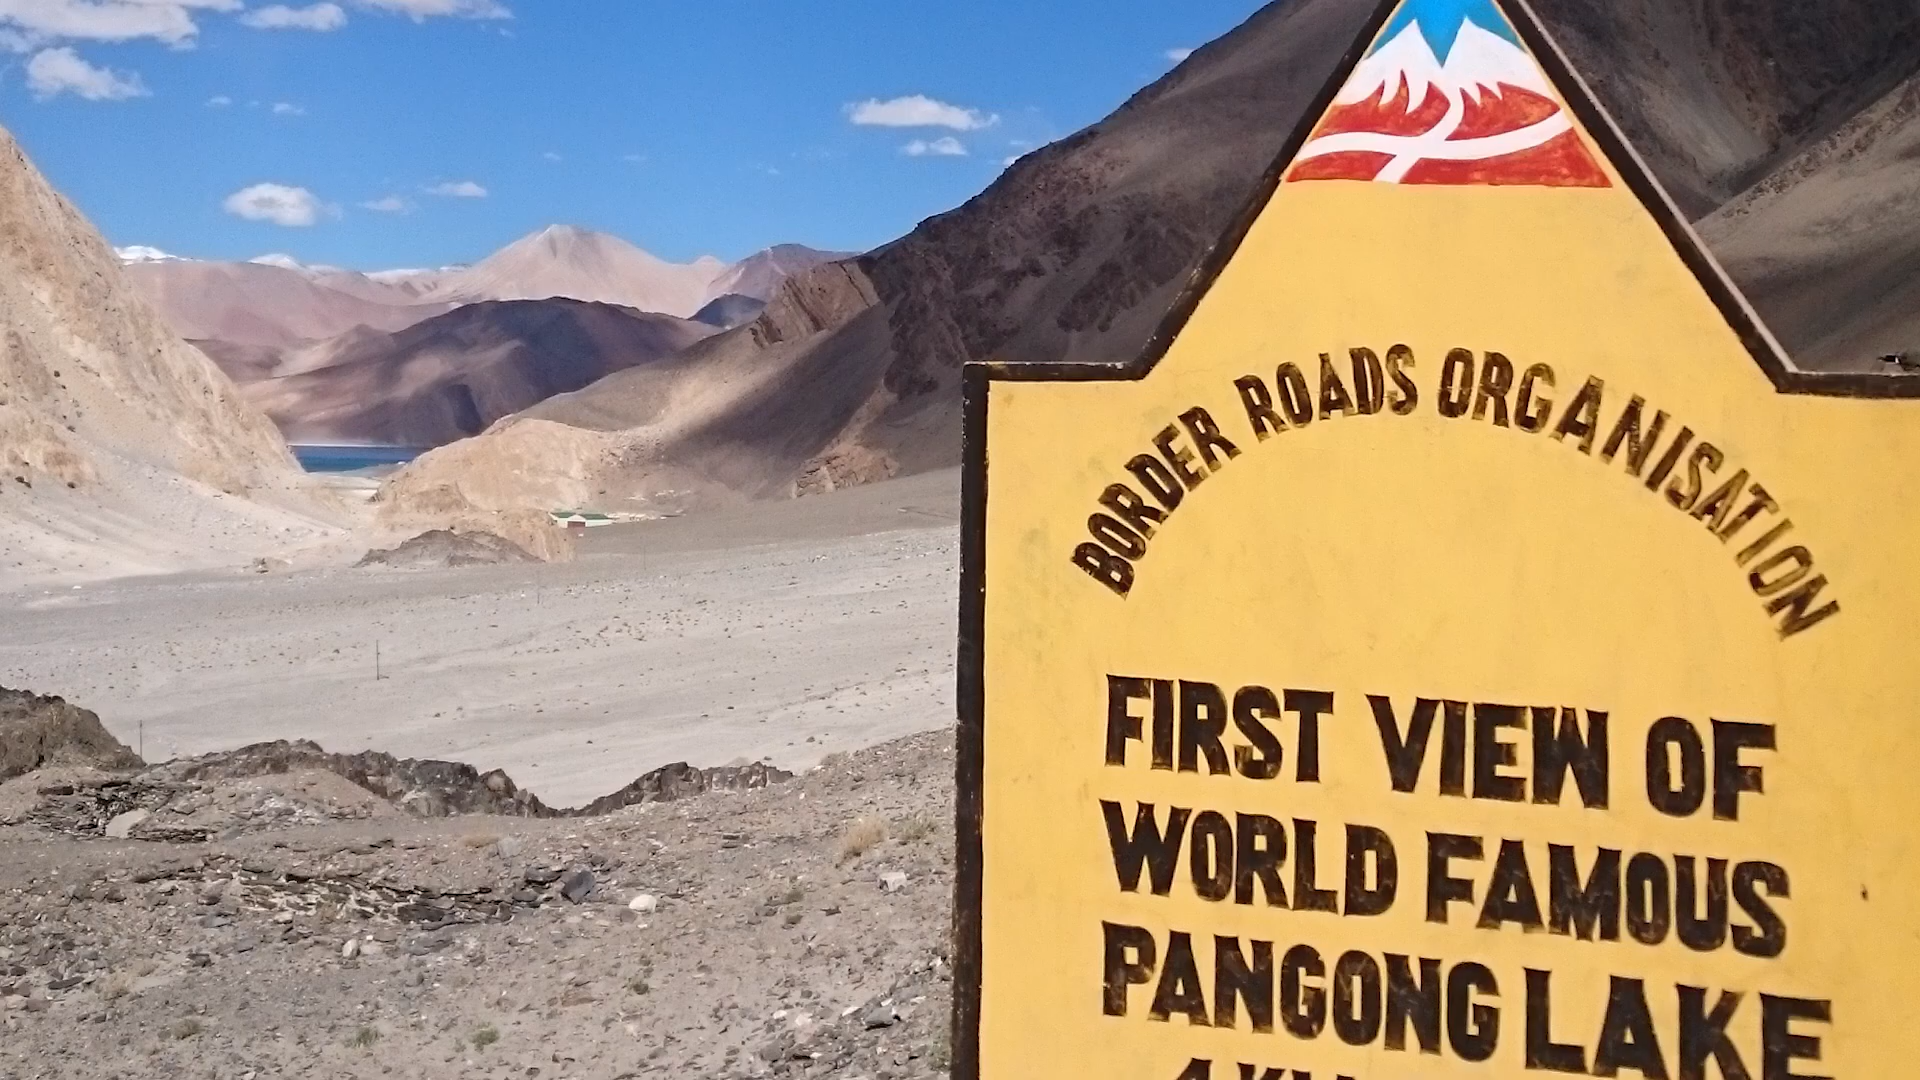 BORDER ROADS ORGANISATION
FIRST VIEW OF
WORLD FAMOUS
PANGONG LAKE